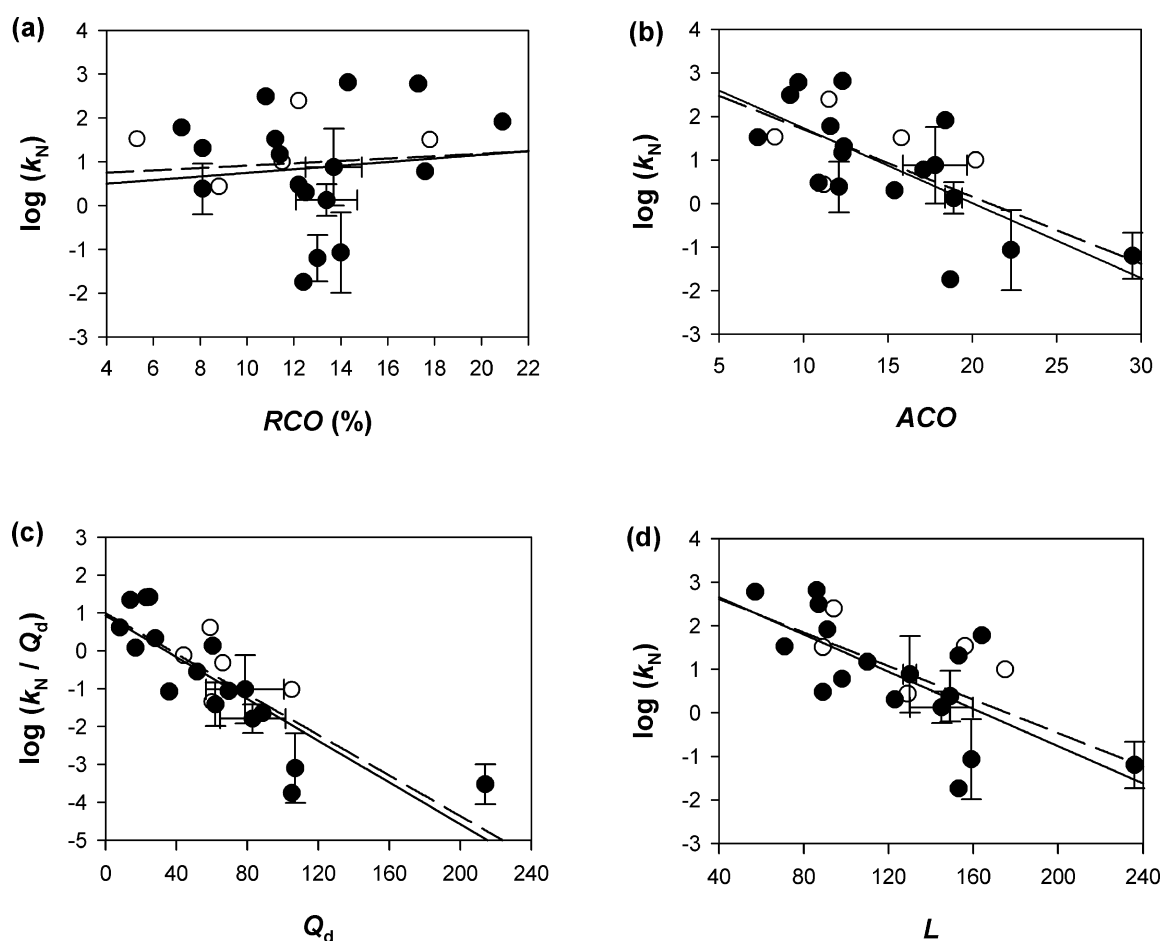 (a)
4
3
2
1
0
-1
-2
-3
log (kN)
4 6 8 10 12 14 16 18 20 22
RCO (%)
(b)
4
3
2
1
0
-1
-2
-3
log (kN)
5 10 15 20 25 30
ACO
(c)
3
2
1
0
-1
-2
-3
-4
-5
log (kN / Qd)
0 40 80 120 160 200 240
Qd
(d)
4
3
2
1
0
-1
-2
-3
log (kN)
40 80 120 160 200 240
L